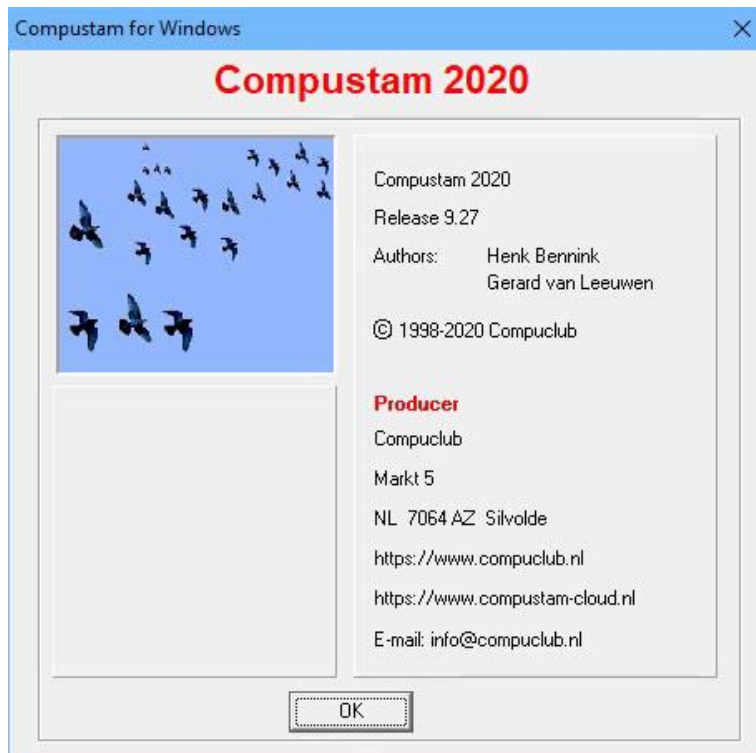 Compustam for Windows
Compustam 2020
Compustam 2020
Release 9.27
Authors: Henk Bennink
Gerard van Leeuwen
© 1998-2020 Compuclub
Producer
Compuclub
Markt 5
NL 7064 AZ Silvolde
https://www.compuclub.nl
https://www.compustam-cloud.nl
E-mail: info@compuclub.nl
OK